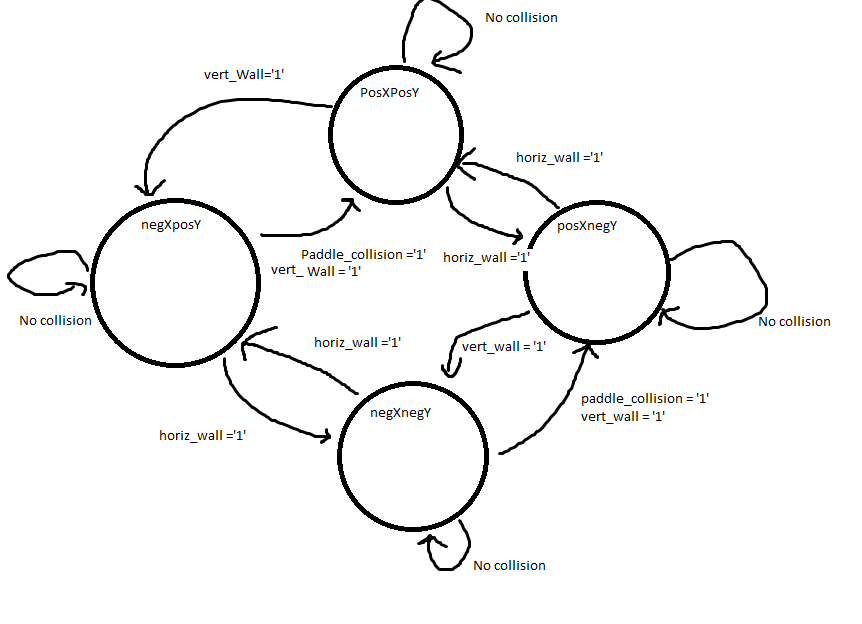 No collision
vert_Wall='1'
PosXPosY
horiz_wall ='1'
negXposY
posXnegY
Paddle_collision ='1'
vert_ Wall = '1'
horiz_wall ='1'
No collision
No collision
horiz_wall ='1'
vert_wall = '1'
negXnegY
paddle_collision = '1'
vert_wall = '1'
horiz_wall ='1'
No collision